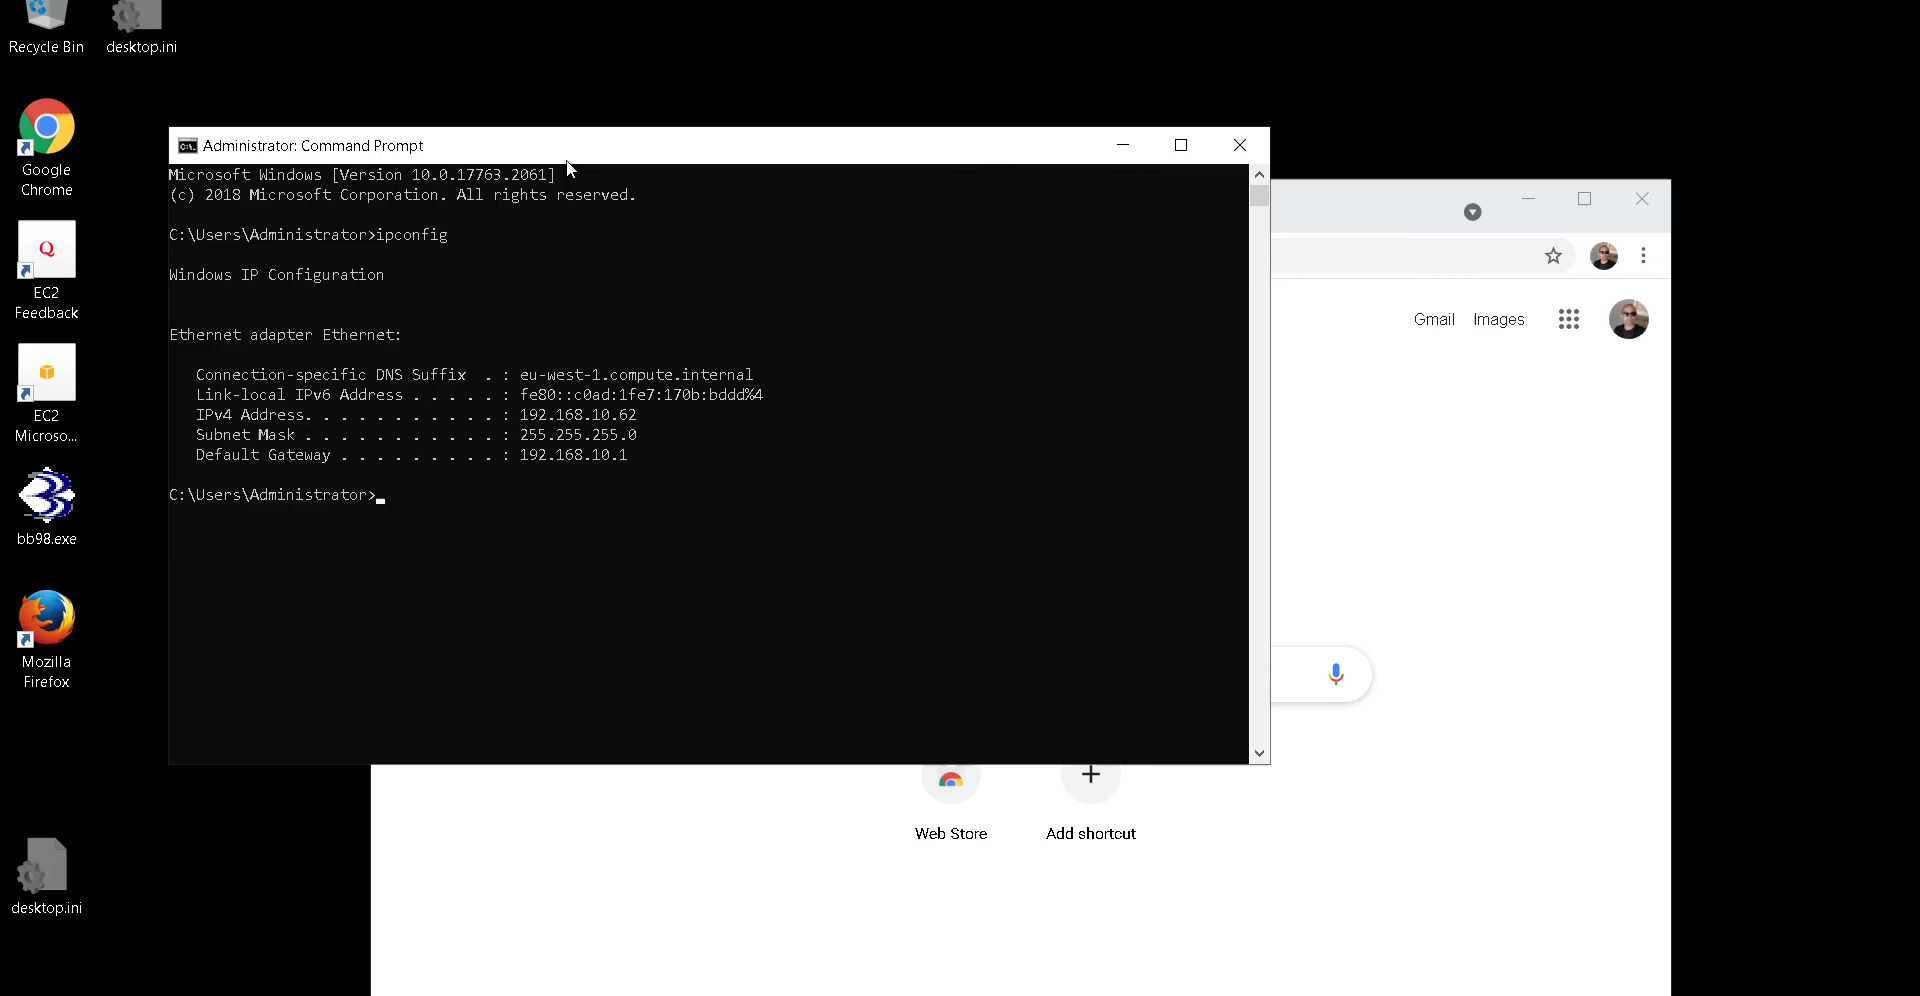 Recycle Bin
desktop.ini
Google
Chrome
Q
EC2
Feedback
EC2
Microso...
bb98.exe
Mozilla
Firefox
desktop.ini
C:\.
Administrator: Command Prompt
Microsoft Windows [Version 10.0.17763.2061]
(c) 2018 Microsoft Corporation. All rights reserved.
C:\Users\Administrator>ipconfig
Windows IP Configuration
Ethernet adapter Ethernet:
Connection-specific DNS Suffix . : eu-west-1.compute.internal
Link-local IPv6 Address . . . . . : fe80::c0ad:1fe7:170b:bddd%4
IPv4 Address. . . . . . . . . . . : 192.168.10.62
Subnet Mask . . . . . . . . . . . : 255.255.255.0
Default Gateway . . . . . . . . . : 192.168.10.1
C:\Users\Administrator>
Gmail Images
Web Store Add shortcut